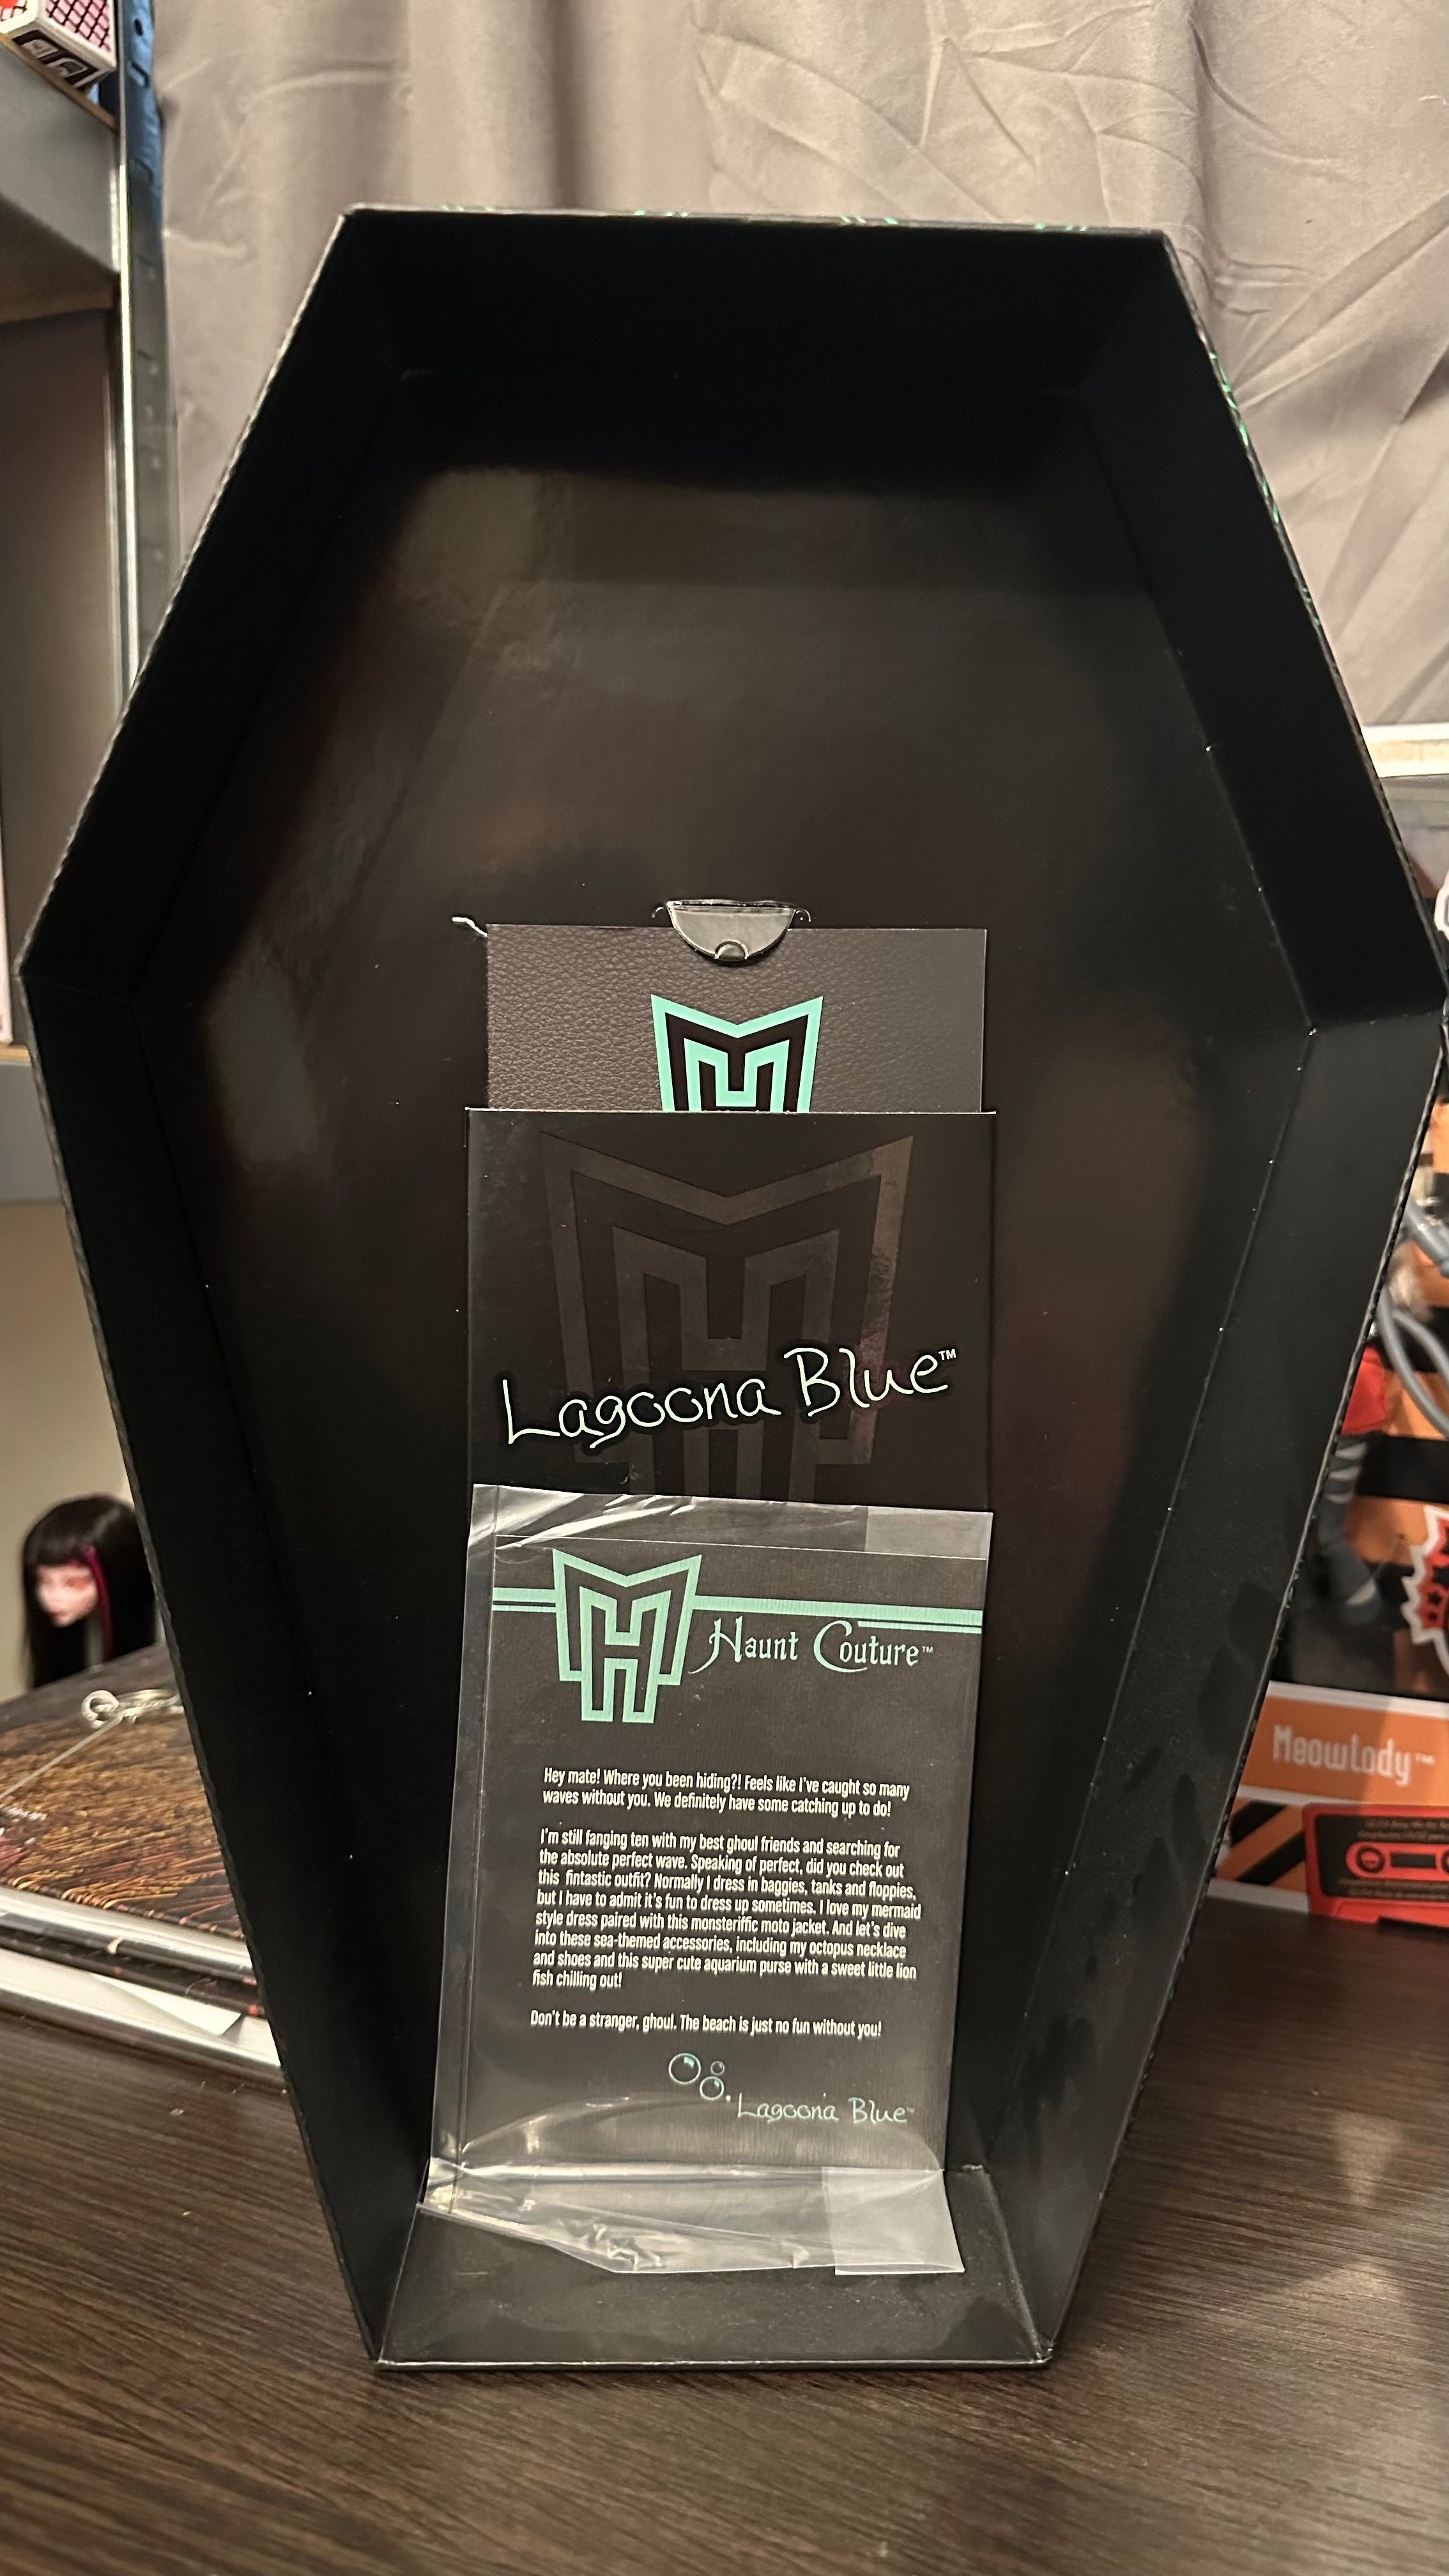 Lagoona Blue™
Haunt Couture™
Hey mate! Where you been hiding?! Feels like I've caught so many
waves without you. We definitely have some catching up to do!
I'm still fanging ten with my best ghoul friends and searching for
the absolute perfect wave. Speaking of perfect, did you check out
this fintastic outfit? Normally I dress in baggies, tanks and floppies,
but I have to admit it's fun to dress up sometimes. I love my mermaid
style dress paired with this monsteriffic moto jacket. And let's dive
into these sea-themed accessories, including my octopus necklace
and shoes and this super cute aquarium purse with a sweet little lion
fish chilling out!
Don't be a stranger, ghoul. The beach is just no fun without you!
Lagoona Blue™
Meowlody™